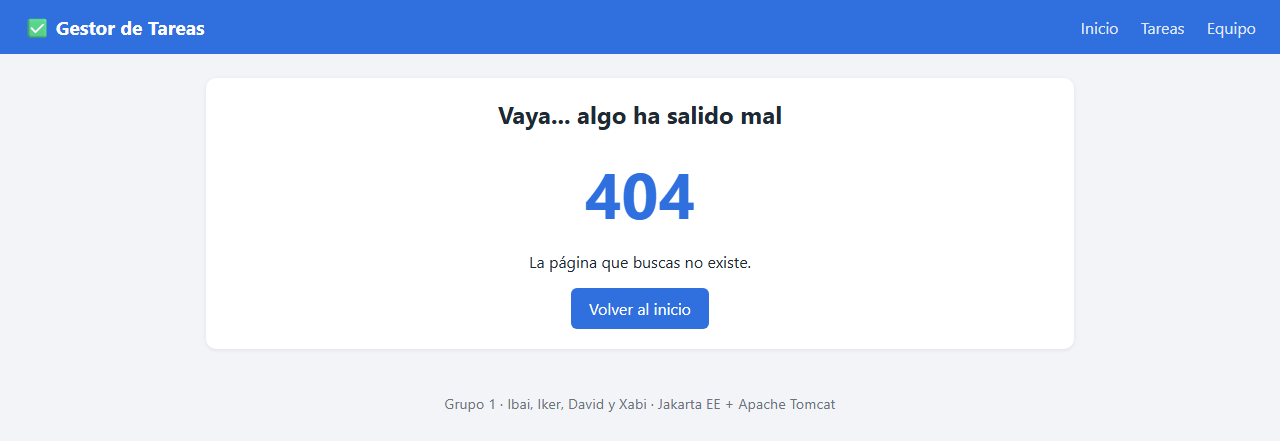 ✅ Gestor de Tareas
Inicio Tareas Equipo
Vaya... algo ha salido mal
404
La página que buscas no existe.
Volver al inicio
Grupo 1 · Ibai, Iker, David y Xabi · Jakarta EE + Apache Tomcat